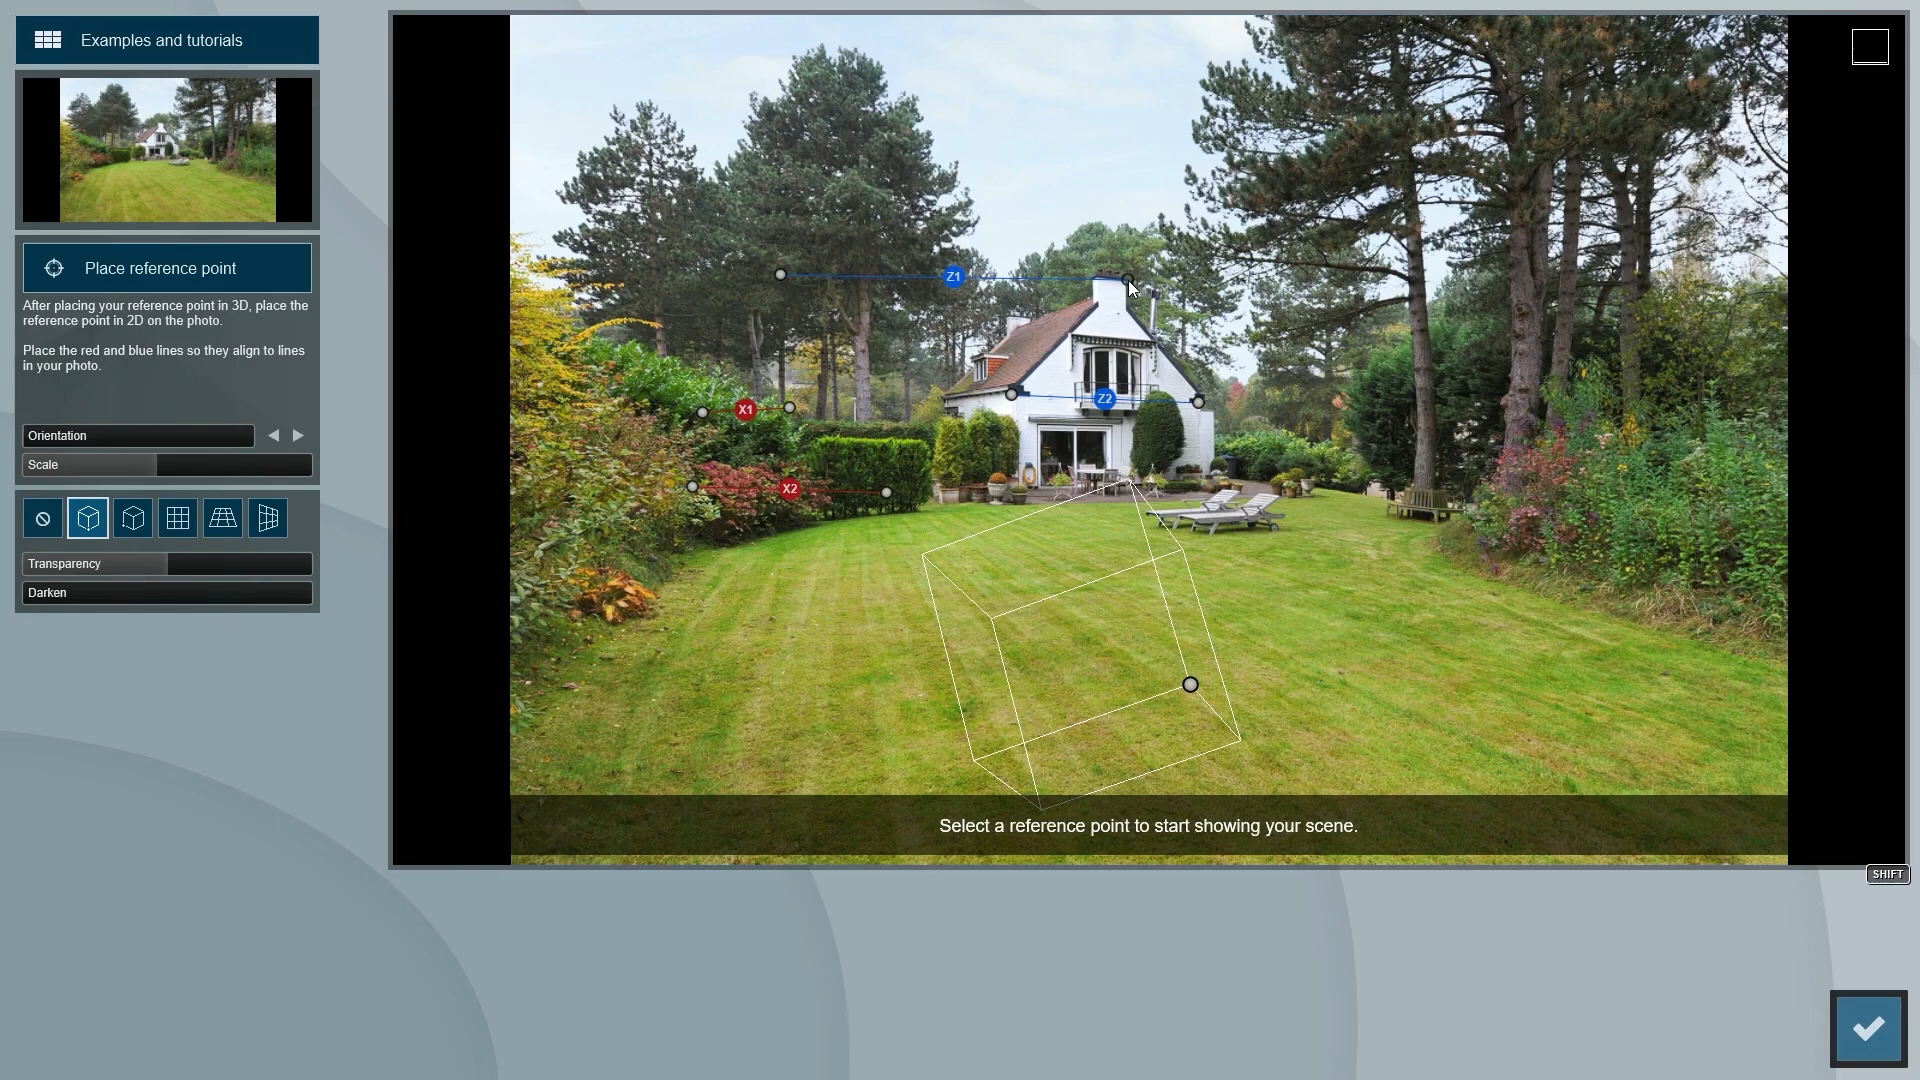 Examples and tutorials
Place reference point
After placing your reference point in 3D, place the
reference point in 2D on the photo.
Place the red and blue lines so they align to lines
in your photo.
Orientation
Scale
Transparency
Darken
Z1
Z2
X1
X2
Select a reference point to start showing your scene.
SHIFT